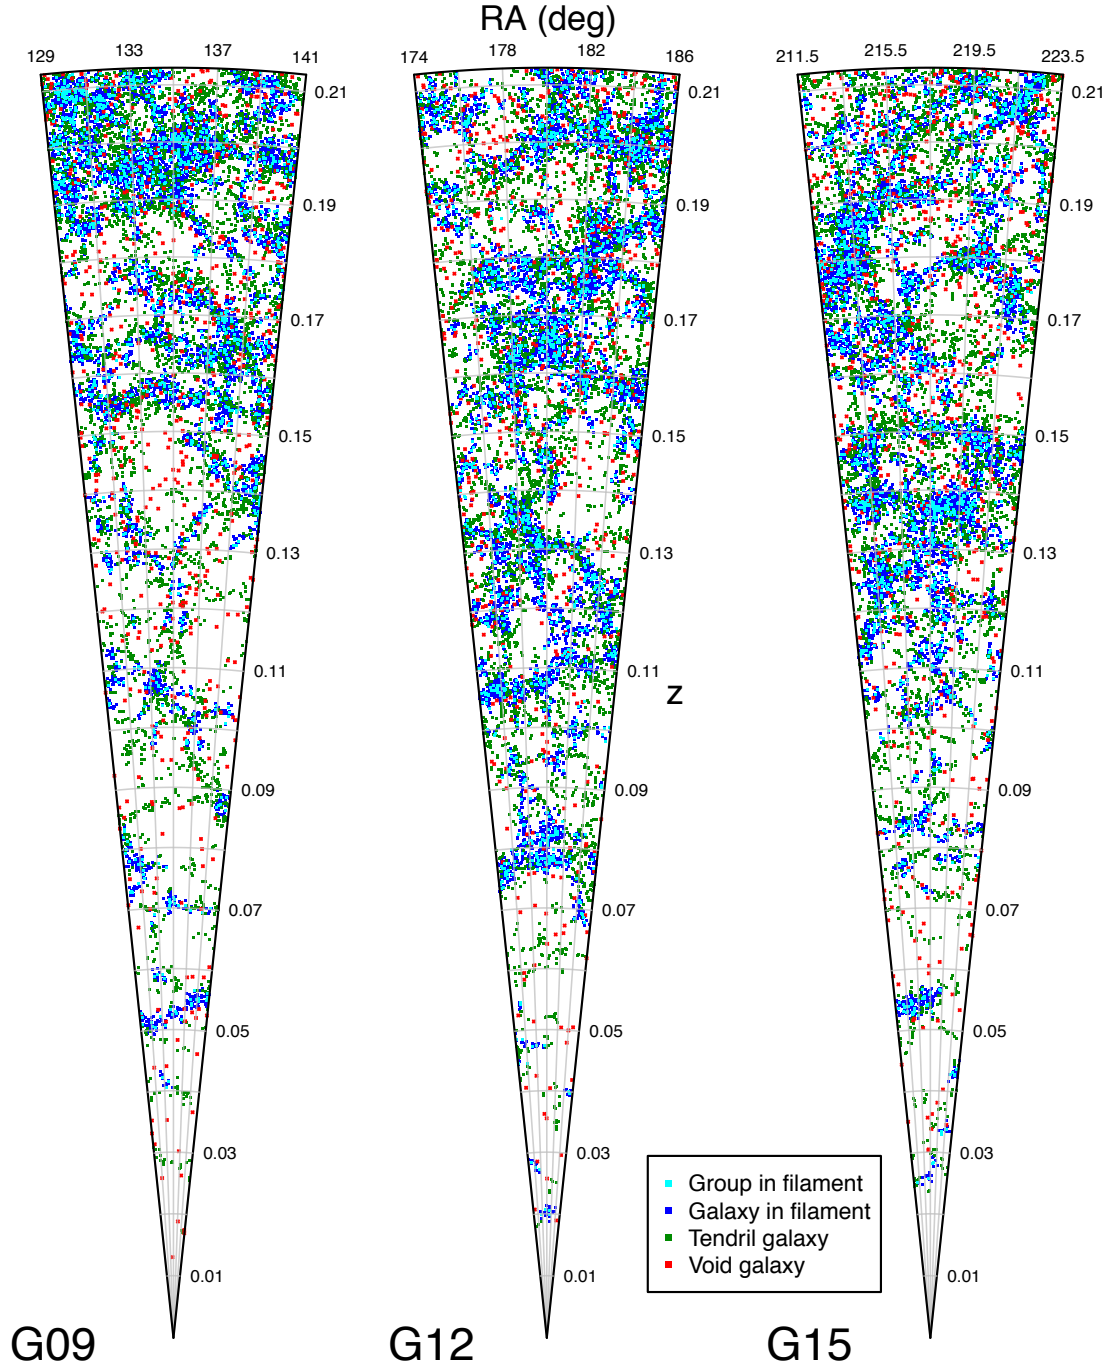 RA (deg)
129 133 137 141
174 178 182 186
211.5 215.5 219.5 223.5
0.21 0.21 0.21
0.19 0.19 0.19
0.17 0.17 0.17
0.15 0.15 0.15
0.13 0.13 0.13
0.11 0.11 0.11
z
0.09 0.09 0.09
0.07 0.07 0.07
0.05 0.05 0.05
0.03 0.03 0.03
Group in filament
Galaxy in filament
Tendril galaxy
Void galaxy
0.01 0.01 0.01
G09 G12 G15